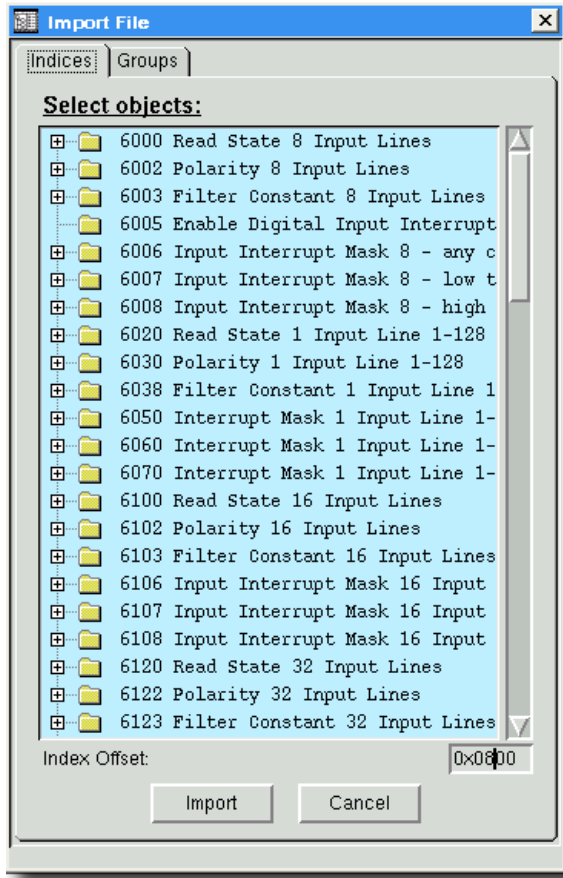 Import File
Indices Groups
Select objects:
6000 Read State 8 Input Lines
6002 Polarity 8 Input Lines
6003 Filter Constant 8 Input Lines
6005 Enable Digital Input Interrupt
6006 Input Interrupt Mask 8 - any c
6007 Input Interrupt Mask 8 - low t
6008 Input Interrupt Mask 8 - high
6020 Read State 1 Input Line 1-128
6030 Polarity 1 Input Line 1-128
6038 Filter Constant 1 Input Line 1
6050 Interrupt Mask 1 Input Line 1-
6060 Interrupt Mask 1 Input Line 1-
6070 Interrupt Mask 1 Input Line 1-
6100 Read State 16 Input Lines
6102 Polarity 16 Input Lines
6103 Filter Constant 16 Input Lines
6106 Input Interrupt Mask 16 Input
6107 Input Interrupt Mask 16 Input
6108 Input Interrupt Mask 16 Input
6120 Read State 32 Input Lines
6122 Polarity 32 Input Lines
6123 Filter Constant 32 Input Lines
Index Offset: 0x0800
Import Cancel